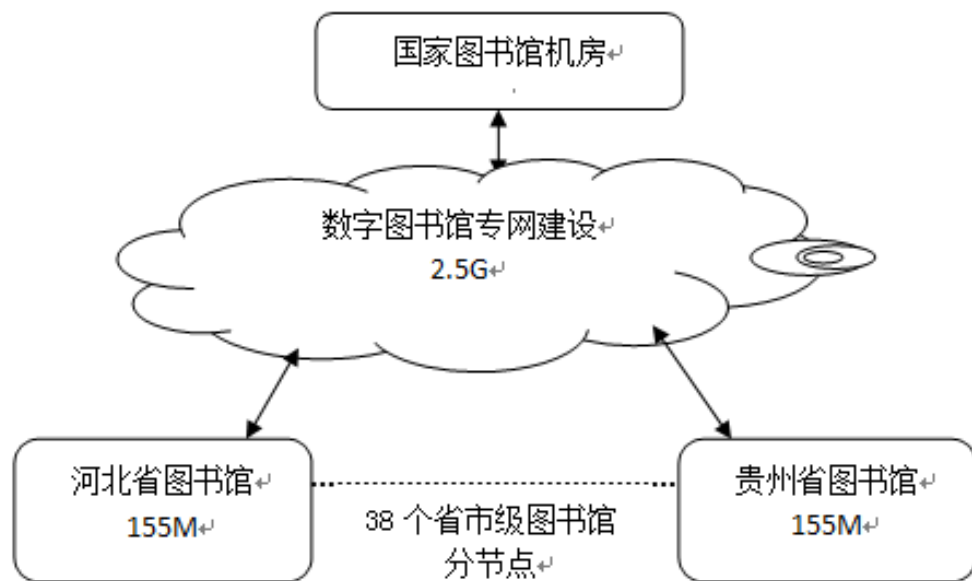 国家图书馆机房
数字图书馆专网建设
2.5G
河北省图书馆
155M
38 个省市级图书馆
分节点
贵州省图书馆
155M